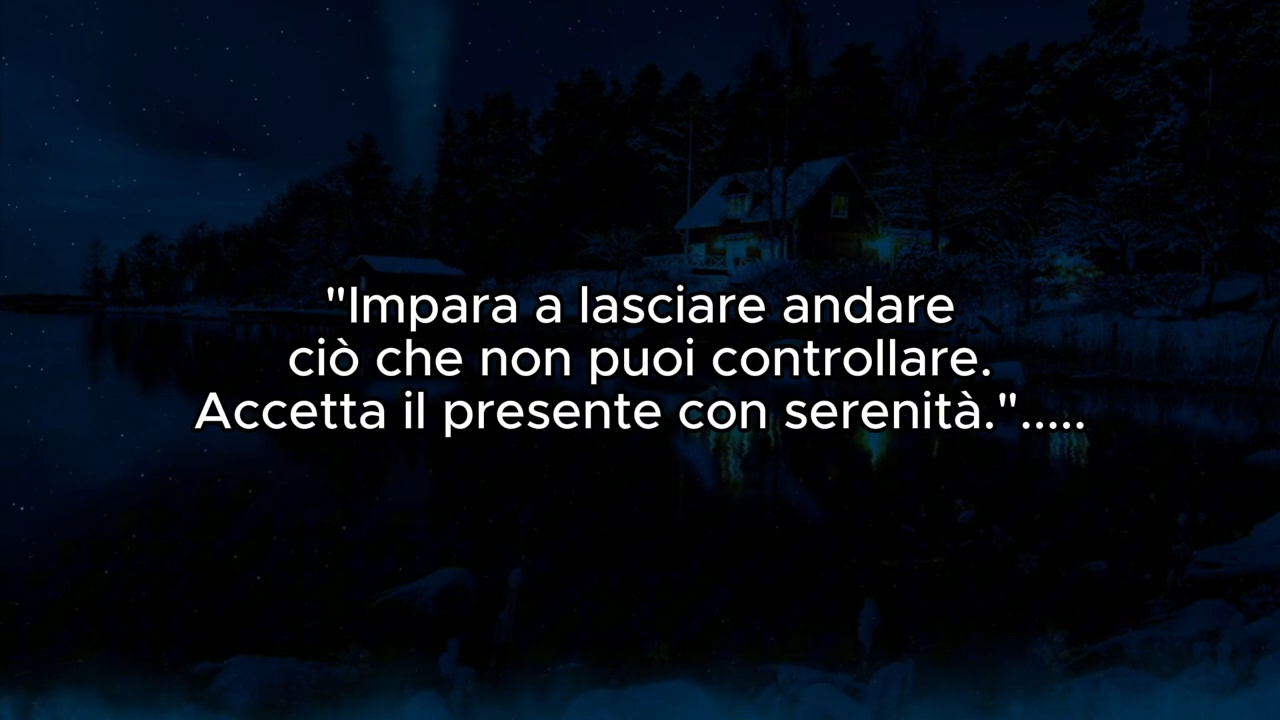 "Impara a lasciare andare
ciò che non puoi controllare.
Accetta il presente con serenità.".....